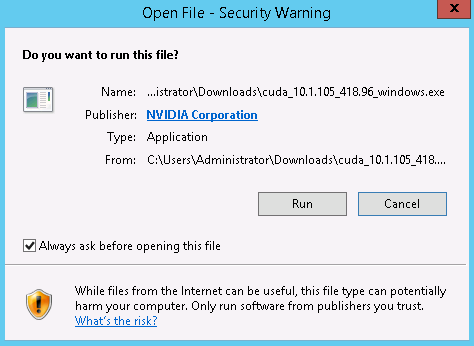 Open File - Security Warning
x
Do you want to run this file?
Name: ...istrator\Downloads\cuda_10.1.105_418.96_windows.exe
Publisher: NVIDIA Corporation
Type: Application
From: C:\Users\Administrator\Downloads\cuda_10.1.105_418....
Run Cancel
Always ask before opening this file
While files from the Internet can be useful, this file type can potentially
harm your computer. Only run software from publishers you trust.
What's the risk?